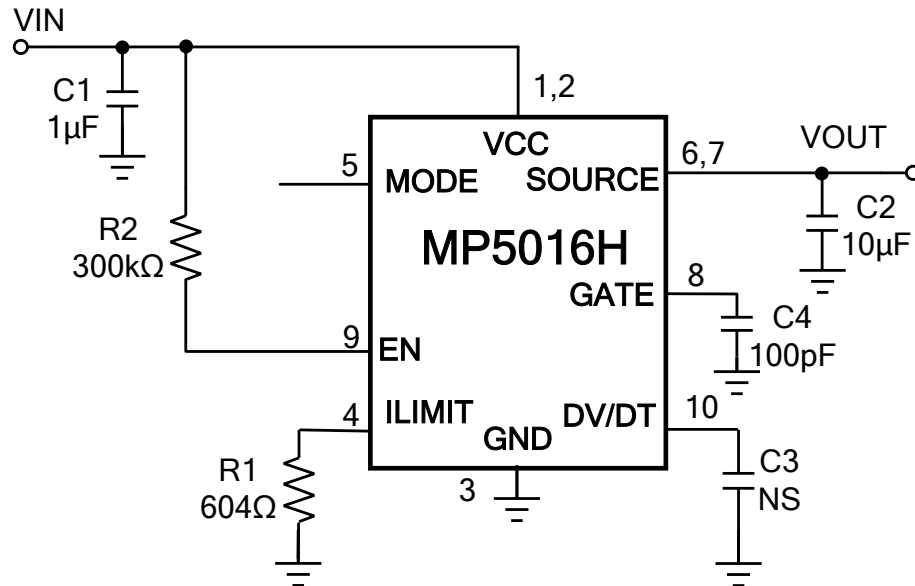 VIN
C1
1µF
1,2
VCC
5
MODE
SOURCE
6,7
VOUT
R2
300kΩ
MP5016H
C2
10µF
GATE
8
C4
100pF
9
EN
4
ILIMIT
DV/DT
10
GND
3
R1
604Ω
C3
NS